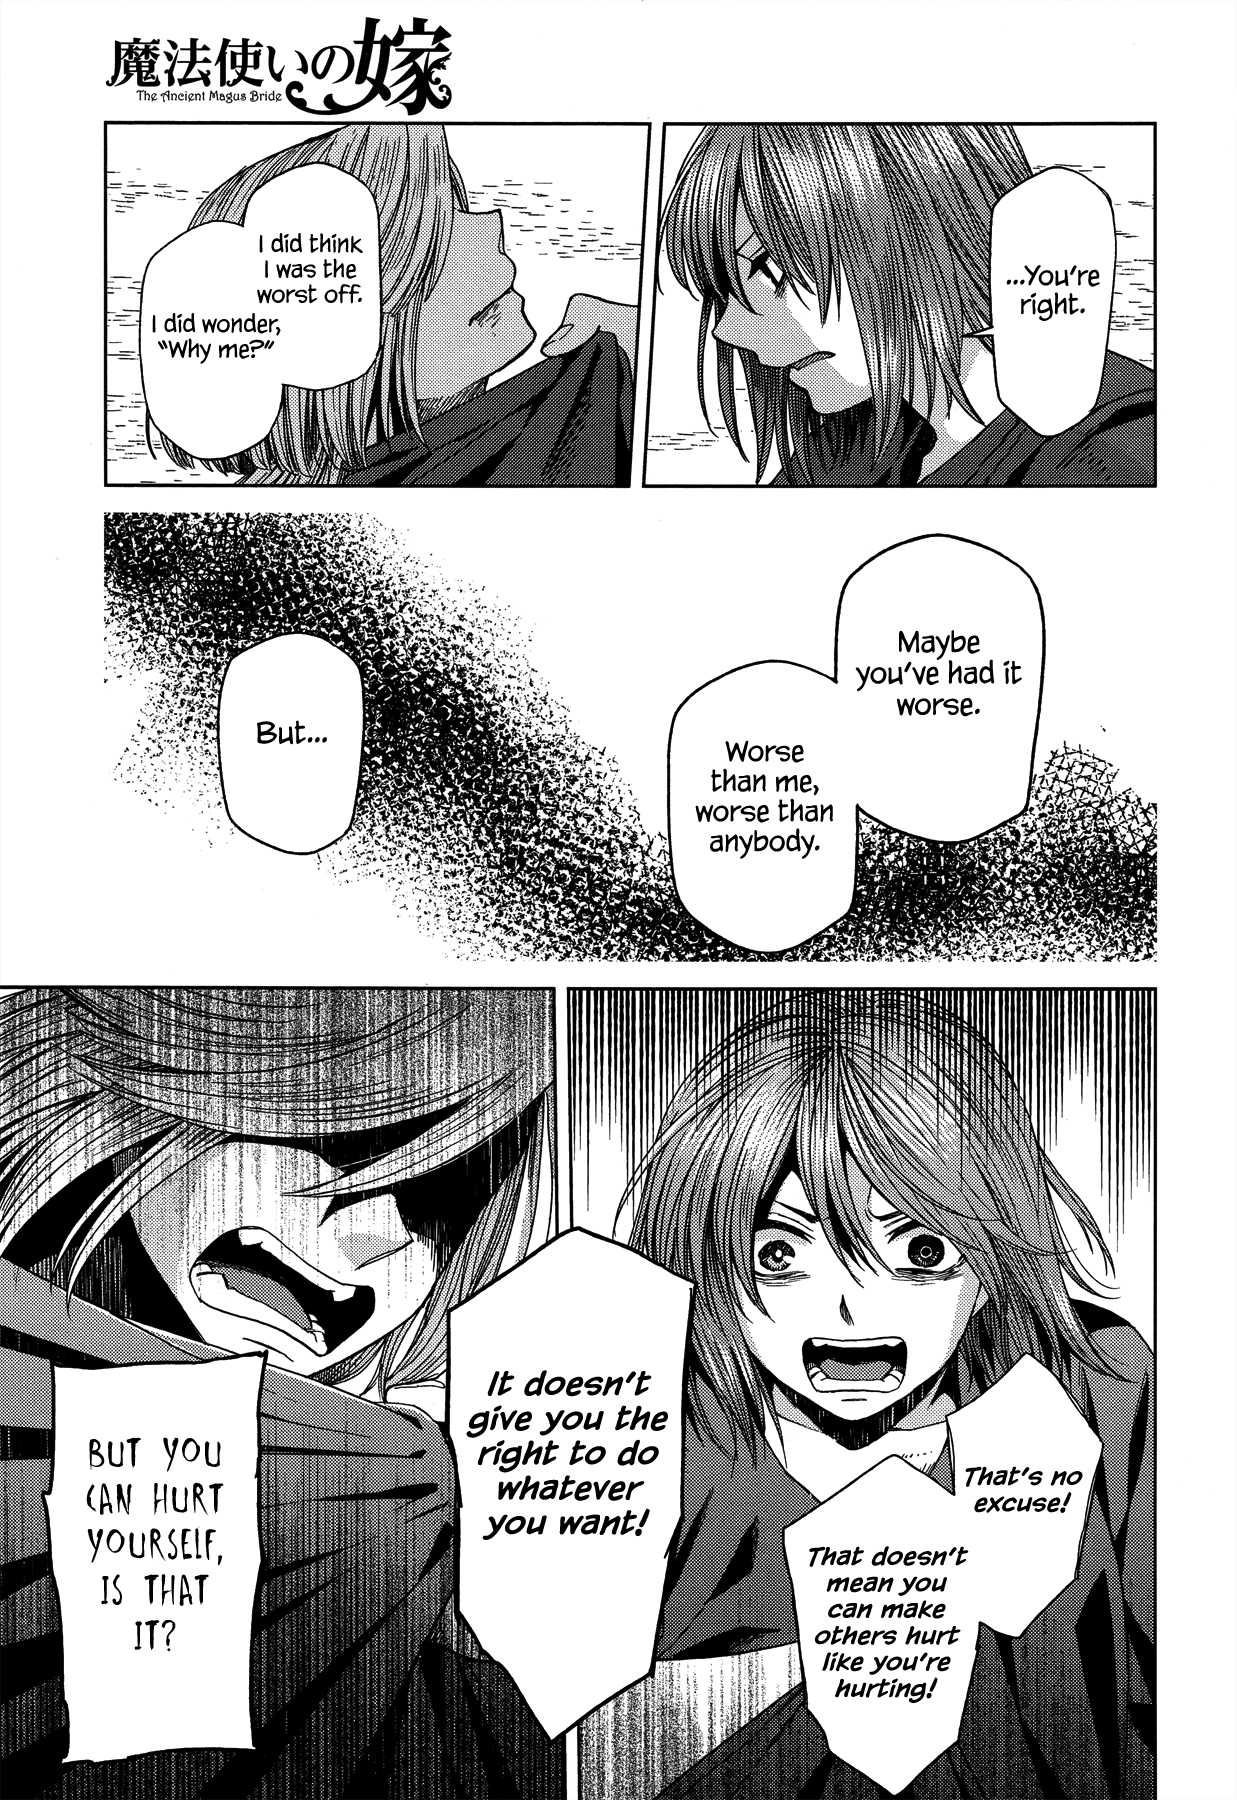 魔法使いの嫁
The Ancient Magus Bride
...You're
right.
I did think
I was the
worst off.
I did wonder,
"Why me?"
Maybe
you've had it
worse.
Worse
than me,
worse than
anybody.
But...
That's no
excuse!
That doesn't
mean you
can make
others hurt
like you're
hurting!
It doesn't
give you the
right to do
whatever
you want!
BUT YOU
CAN HURT
YOURSELF,
IS THAT
IT?